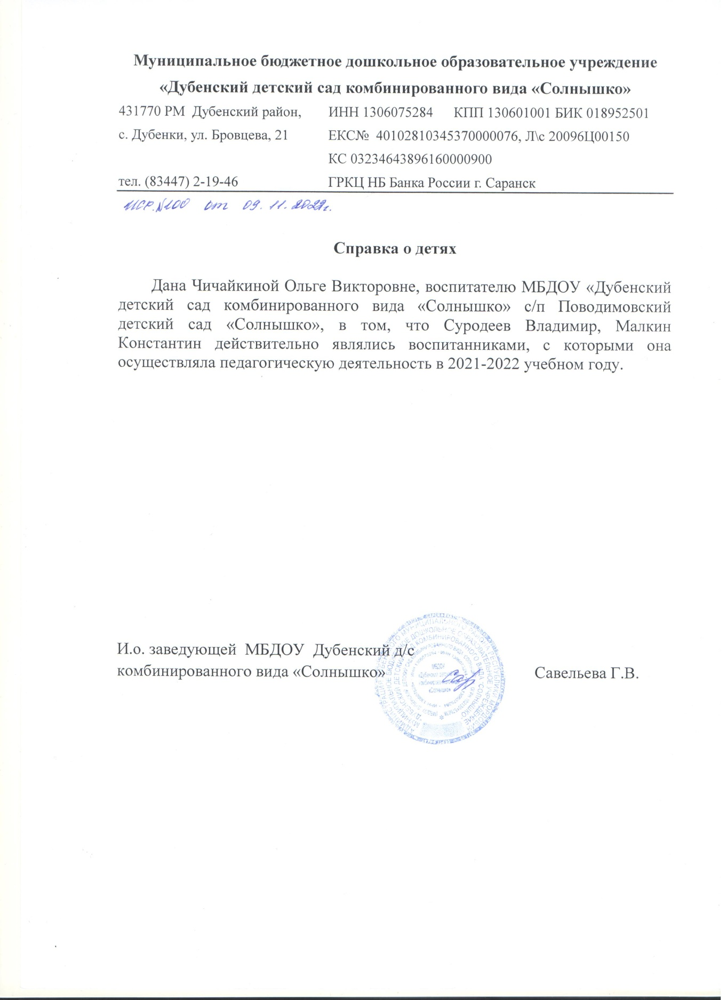 Муниципальное бюджетное дошкольное образовательное учреждение
«Дубенский детский сад комбинированного вида «Солнышко»
431770 РМ Дубенский район, ИНН 1306075284 КПП 130601001 БИК 018952501
с. Дубенки, ул. Бровцева, 21 ЕКС№ 40102810345370000076, Л\с 20096Ц00150
КС 03234643896160000900
тел. (83447) 2-19-46 ГРКЦ НБ Банка России г. Саранск
исх.№100 от 09.11.2022г.
Справка о детях
Дана Чичайкиной Ольге Викторовне, воспитателю МБДОУ «Дубенский
детский сад комбинированного вида «Солнышко» с/п Поводимовский
детский сад «Солнышко», в том, что Суродеев Владимир, Малкин
Константин действительно являлись воспитанниками, с которыми она
осуществляла педагогическую деятельность в 2021-2022 учебном году.
И.о. заведующей МБДОУ Дубенский д/с
комбинированного вида «Солнышко» Савельева Г.В.
МБДОУ
«Дубенский
«Солнышко»